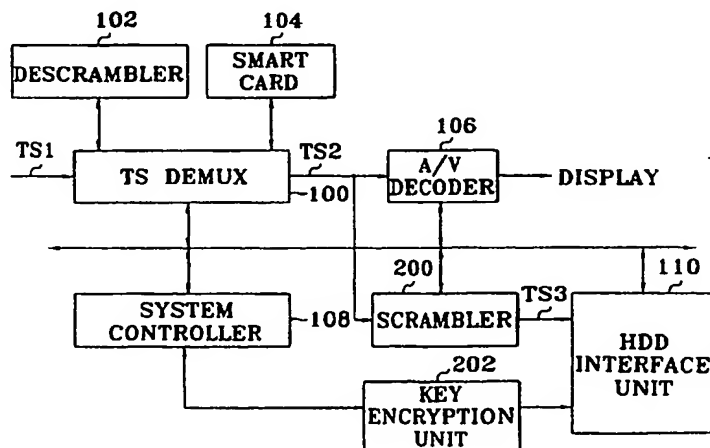 102
104
DESCRAMBLER
SMART
CARD
TS1
TS DEMUX
TS2
100
106
A/V
DECODER
DISPLAY
200
110
SYSTEM
CONTROLLER
108
SCRAMBLER
TS3
HDD
INTERFACE
UNIT
202
KEY
ENCRYPTION
UNIT